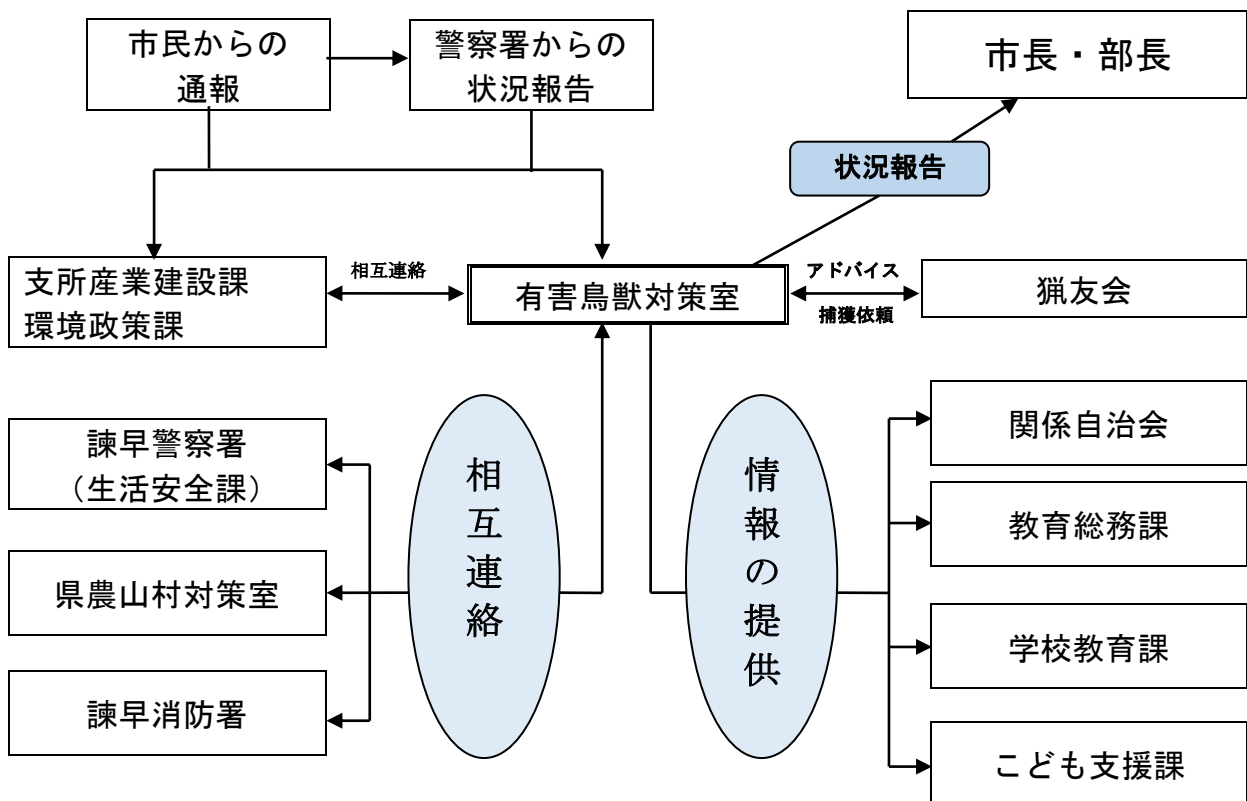 市民からの
通報
警察署からの
状況報告
市長・部長
状況報告
支所産業建設課
環境政策課
相互連絡
有害鳥獣対策室
アドバイス
捕獲依頼
猟友会
諫早警察署
（生活安全課）
県農山村対策室
諫早消防署
相互連絡
情報の提供
関係自治会
教育総務課
学校教育課
こども支援課